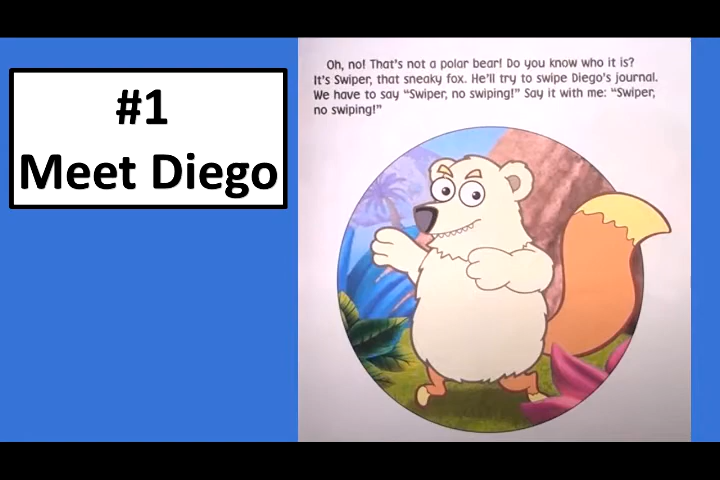 #1
Meet Diego
Oh, no! That's not a polar bear! Do you know who it is?
It's Swiper, that sneaky fox. He'll try to swipe Diego's journal.
We have to say "Swiper, no swiping!" Say it with me: "Swiper,
no swiping!"